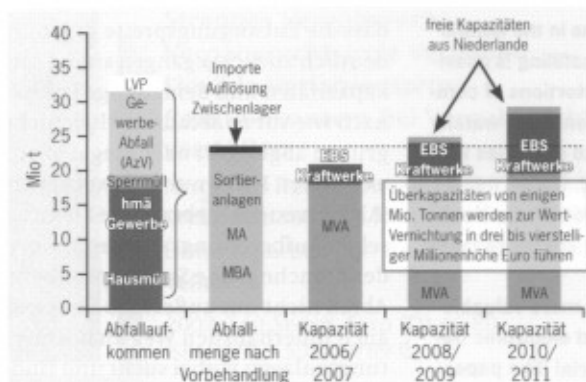 freie Kapazitäten
aus Niederlande
Mio t
40
35
30
25
20
15
10
5
0
LVP
Ge-
werbe-
Abfall
(AzV)
Sperrmüll
hmä
Gewerbe
Hausmüll
Importe
Auflösung
Zwischenlager
Sortier-
anlagen
MA
MBA
EBS
Kraftwerke
MVA
EBS
Kraftwerke
MVA
EBS
Kraftwerke
MVA
Überkapazitäten von einigen
Mio. Tonnen werden zur Wert
Vernichtung in drei bis vierstel-
liger Millionenhöhe Euro führen
Abfallauf-
kommen
Abfall-
menge nach
Vorbehandlung
Kapazität
2006/
2007
Kapazität
2008/
2009
Kapazität
2010/
2011